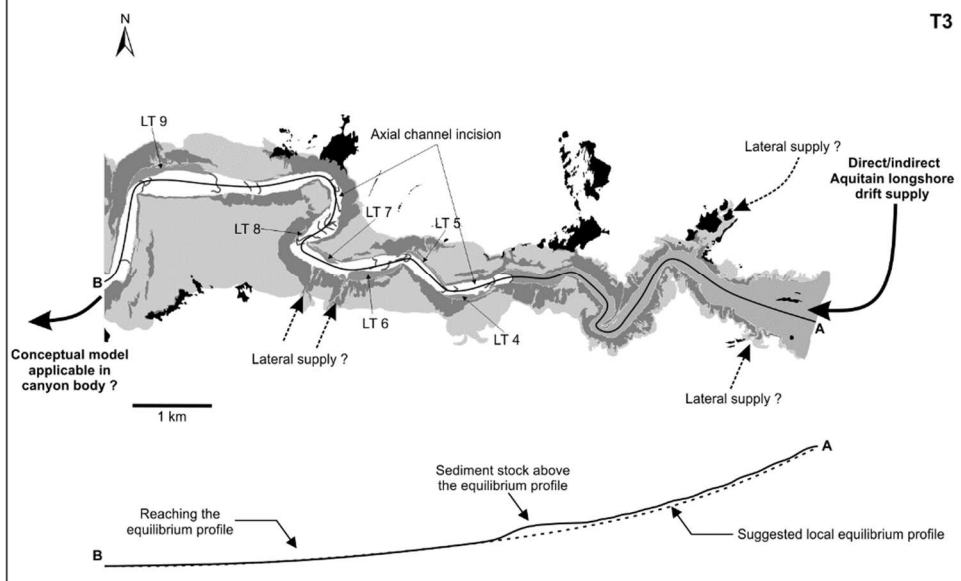 N
T3
LT 9
Axial channel incision
Lateral supply ?
Direct/indirect
Aquitain longshore
drift supply
LT 7
LT 5
LT 8
B
A
LT 6
LT 4
Lateral supply ?
Conceptual model
applicable in
canyon body ?
Lateral supply ?
1 km
A
Sediment stock above
the equilibrium profile
Reaching the
equilibrium profile
Suggested local equilibrium profile
B